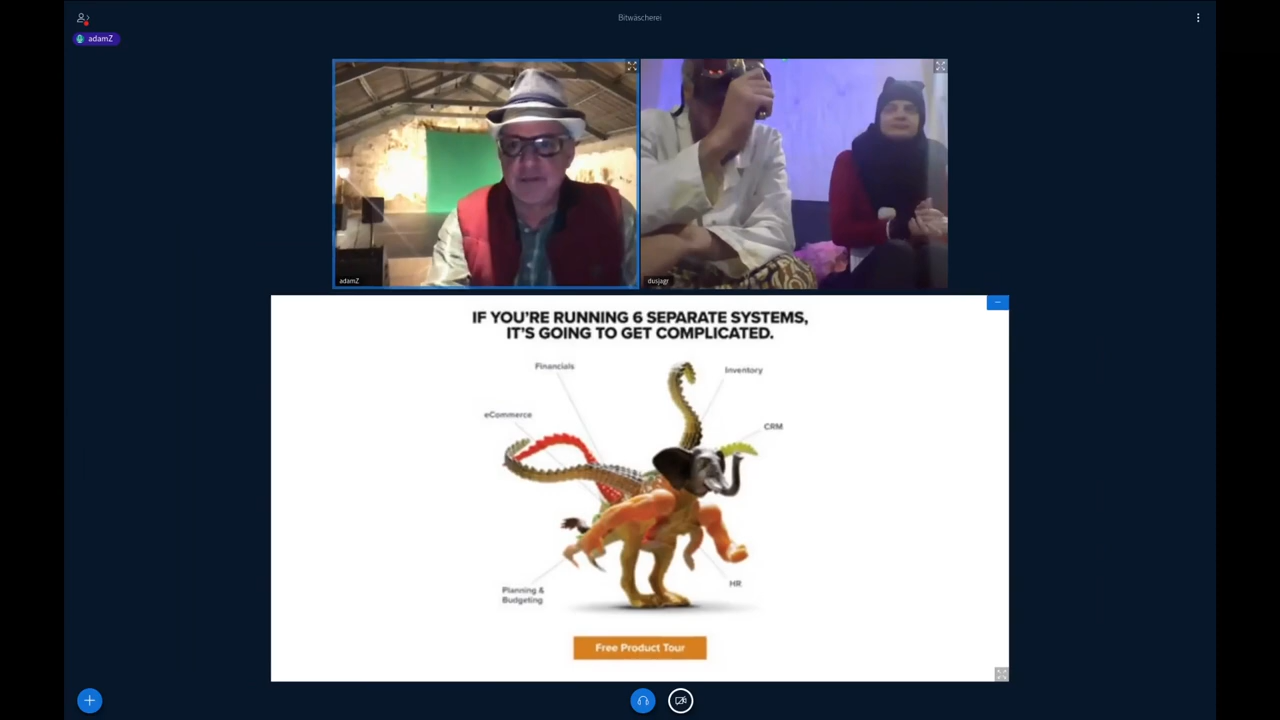 Bitwäscherei
adamZ
adamZ
dusjagr
IF YOU'RE RUNNING 6 SEPARATE SYSTEMS,
IT'S GOING TO GET COMPLICATED.
Financials
Inventory
eCommerce
CRM
Planning &
Budgeting
HR
Free Product Tour